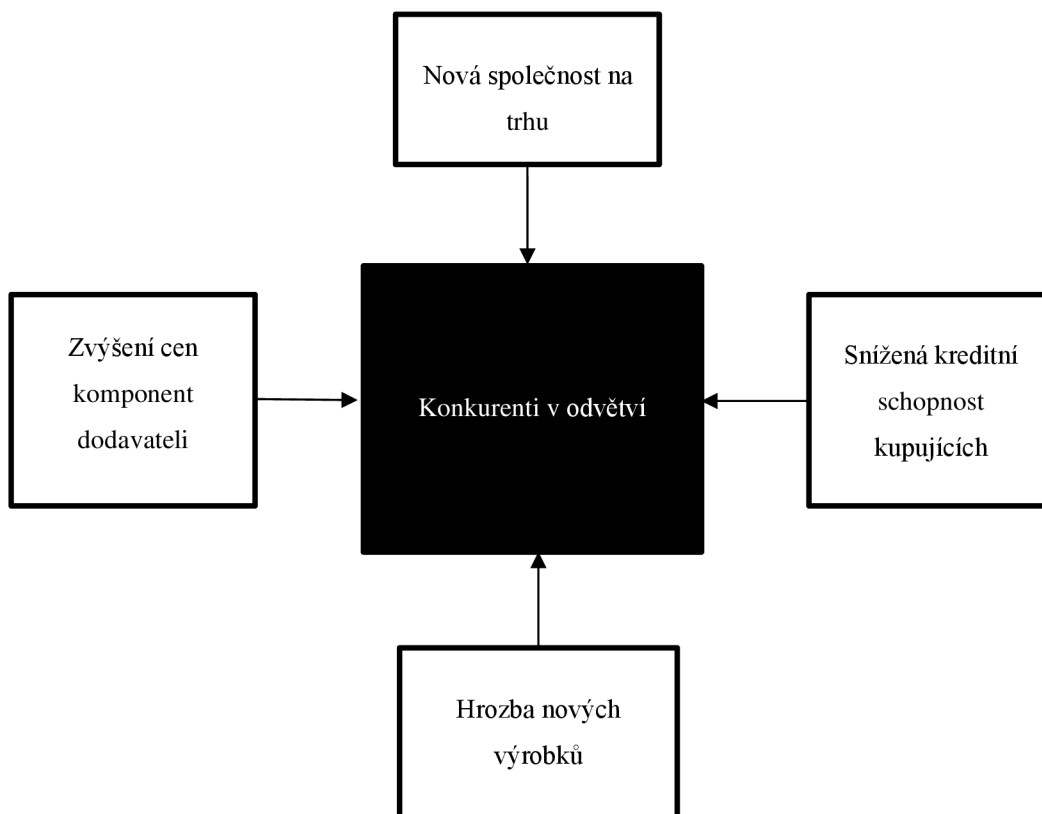 Nová společnost na
trhu
Zvýšení cen
komponent
dodavateli
Konkurenti v odvětví
Snížená kreditní
schopnost
kupujících
Hrozba nových
výrobků